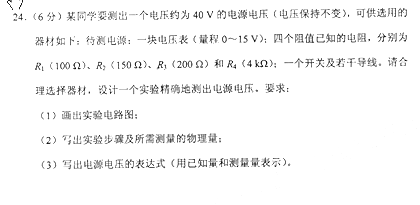 24.（6 分）某同学要测出一个电压约为 40 V 的电源电压（电压保持不变），可供选用的
器材如下：待测电源；一块电压表（量程 0～15 V）；四个阻值已知的电阻，分别为
R₁（100 Ω）、R₂（150 Ω）、R₃（200 Ω）和 R₄（4 kΩ）；一个开关及若干导线。请合
理选择器材，设计一个实验精确地测出电源电压。要求：
（1）画出实验电路图；
（2）写出实验步骤及所需测量的物理量；
（3）写出电源电压的表达式（用已知量和测量量表示）。